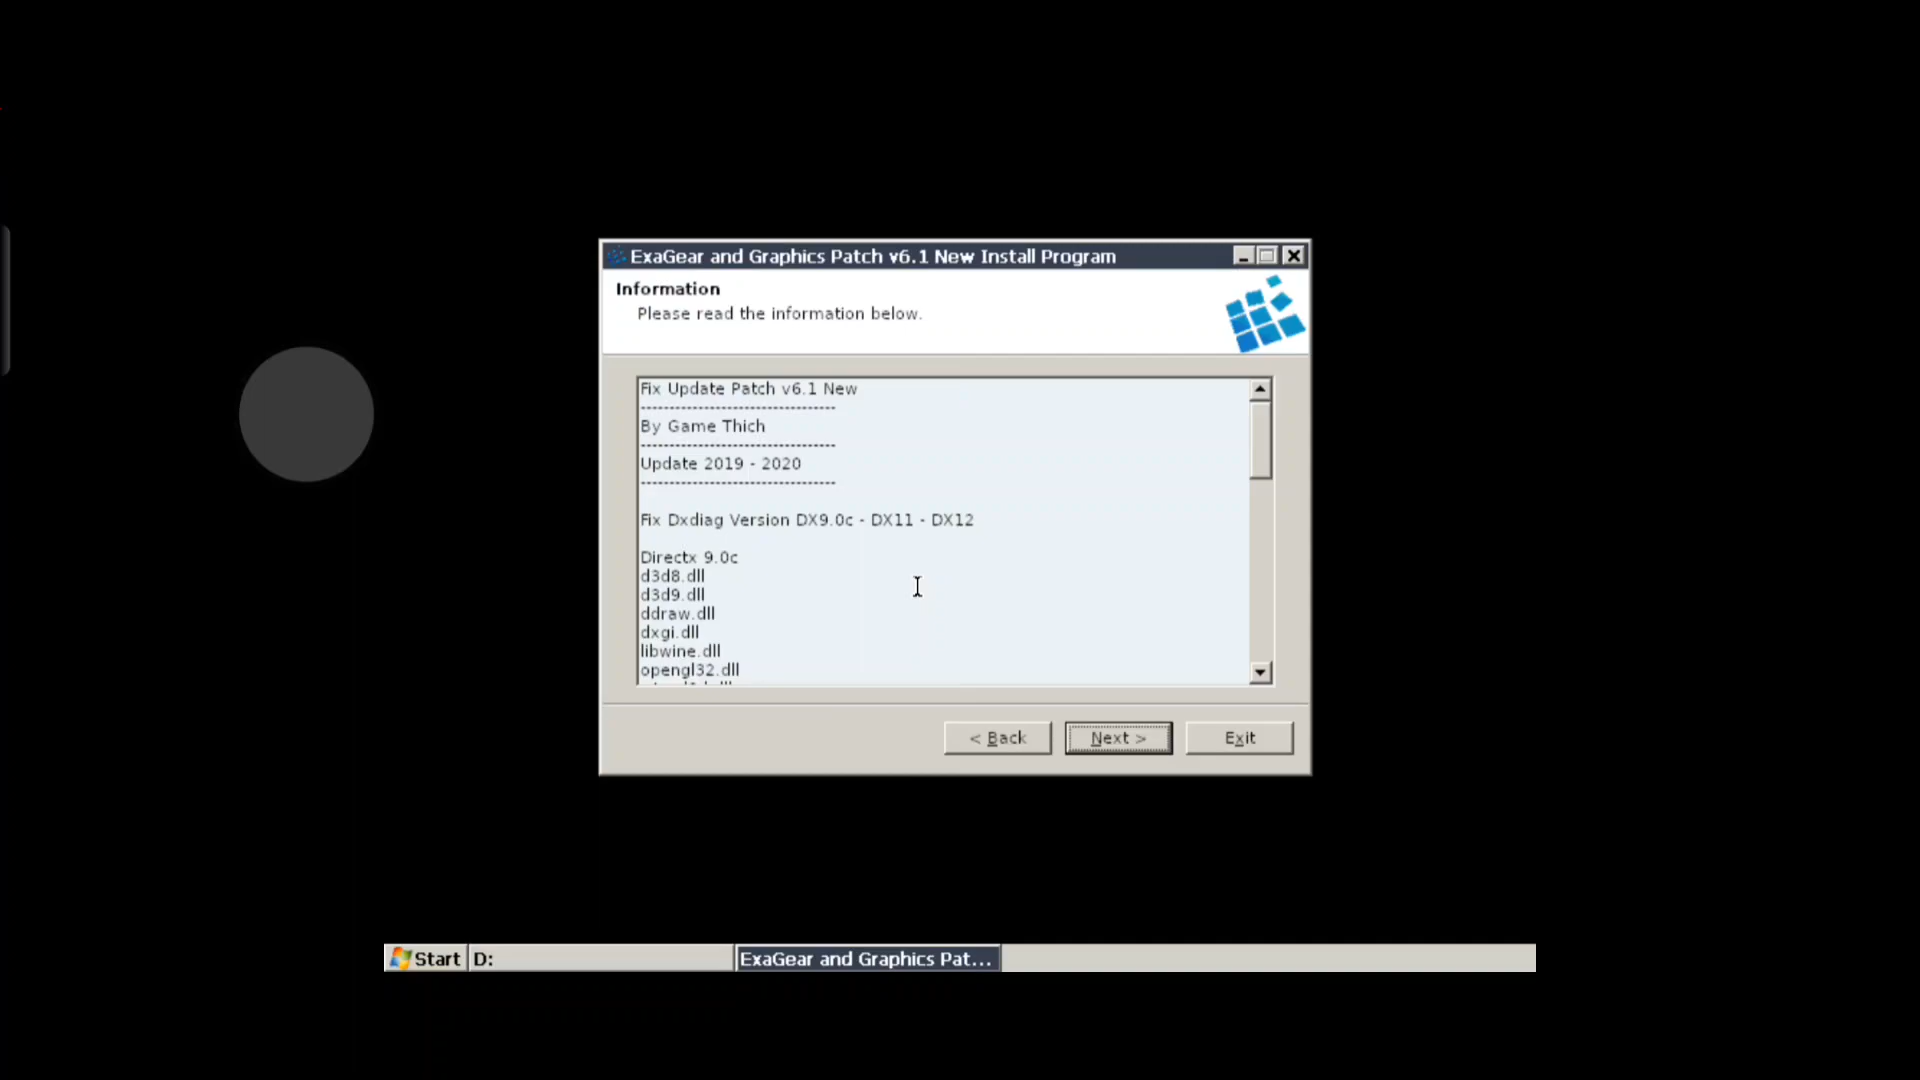 ExaGear and Graphics Patch v6.1 New Install Program
Information
Please read the information below.
Fix Update Patch v6.1 New
--------------------------------
By Game Thich
--------------------------------
Update 2019 - 2020
--------------------------------
Fix Dxdiag Version DX9.0c - DX11 - DX12
Directx 9.0c
d3d8.dll
d3d9.dll
ddraw.dll
dxgi.dll
libwine.dll
opengl32.dll
< Back
Next >
Exit
Start
D:
ExaGear and Graphics Pat...